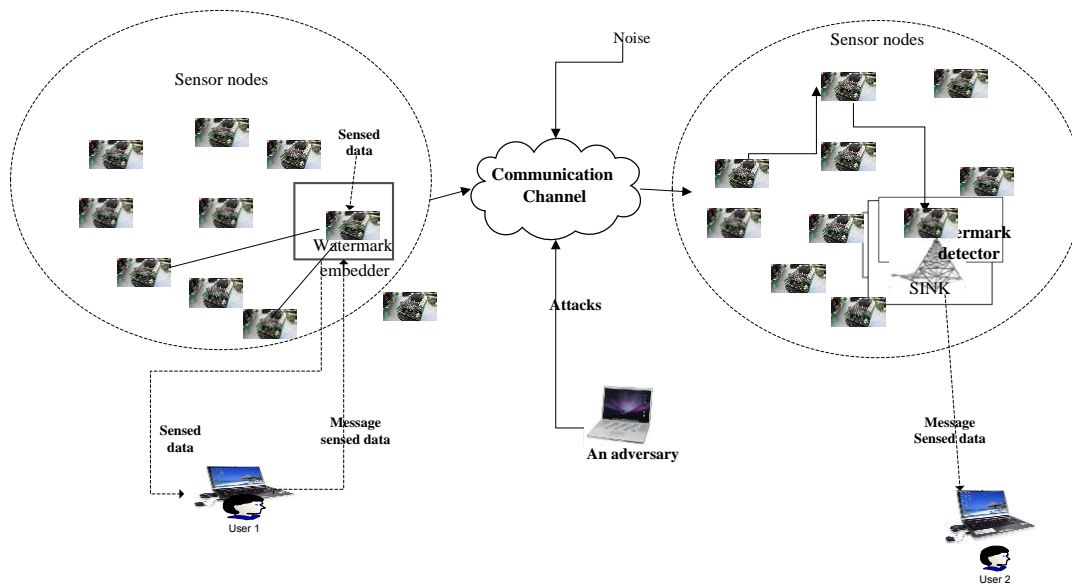 Noise
Sensor nodes
Sensor nodes
Sensed
data
Communication
Channel
Watermark
embedder
ermark
detector
SINK
Attacks
Sensed
data
Message
sensed data
An adversary
Message
Sensed data
User 1
User 2